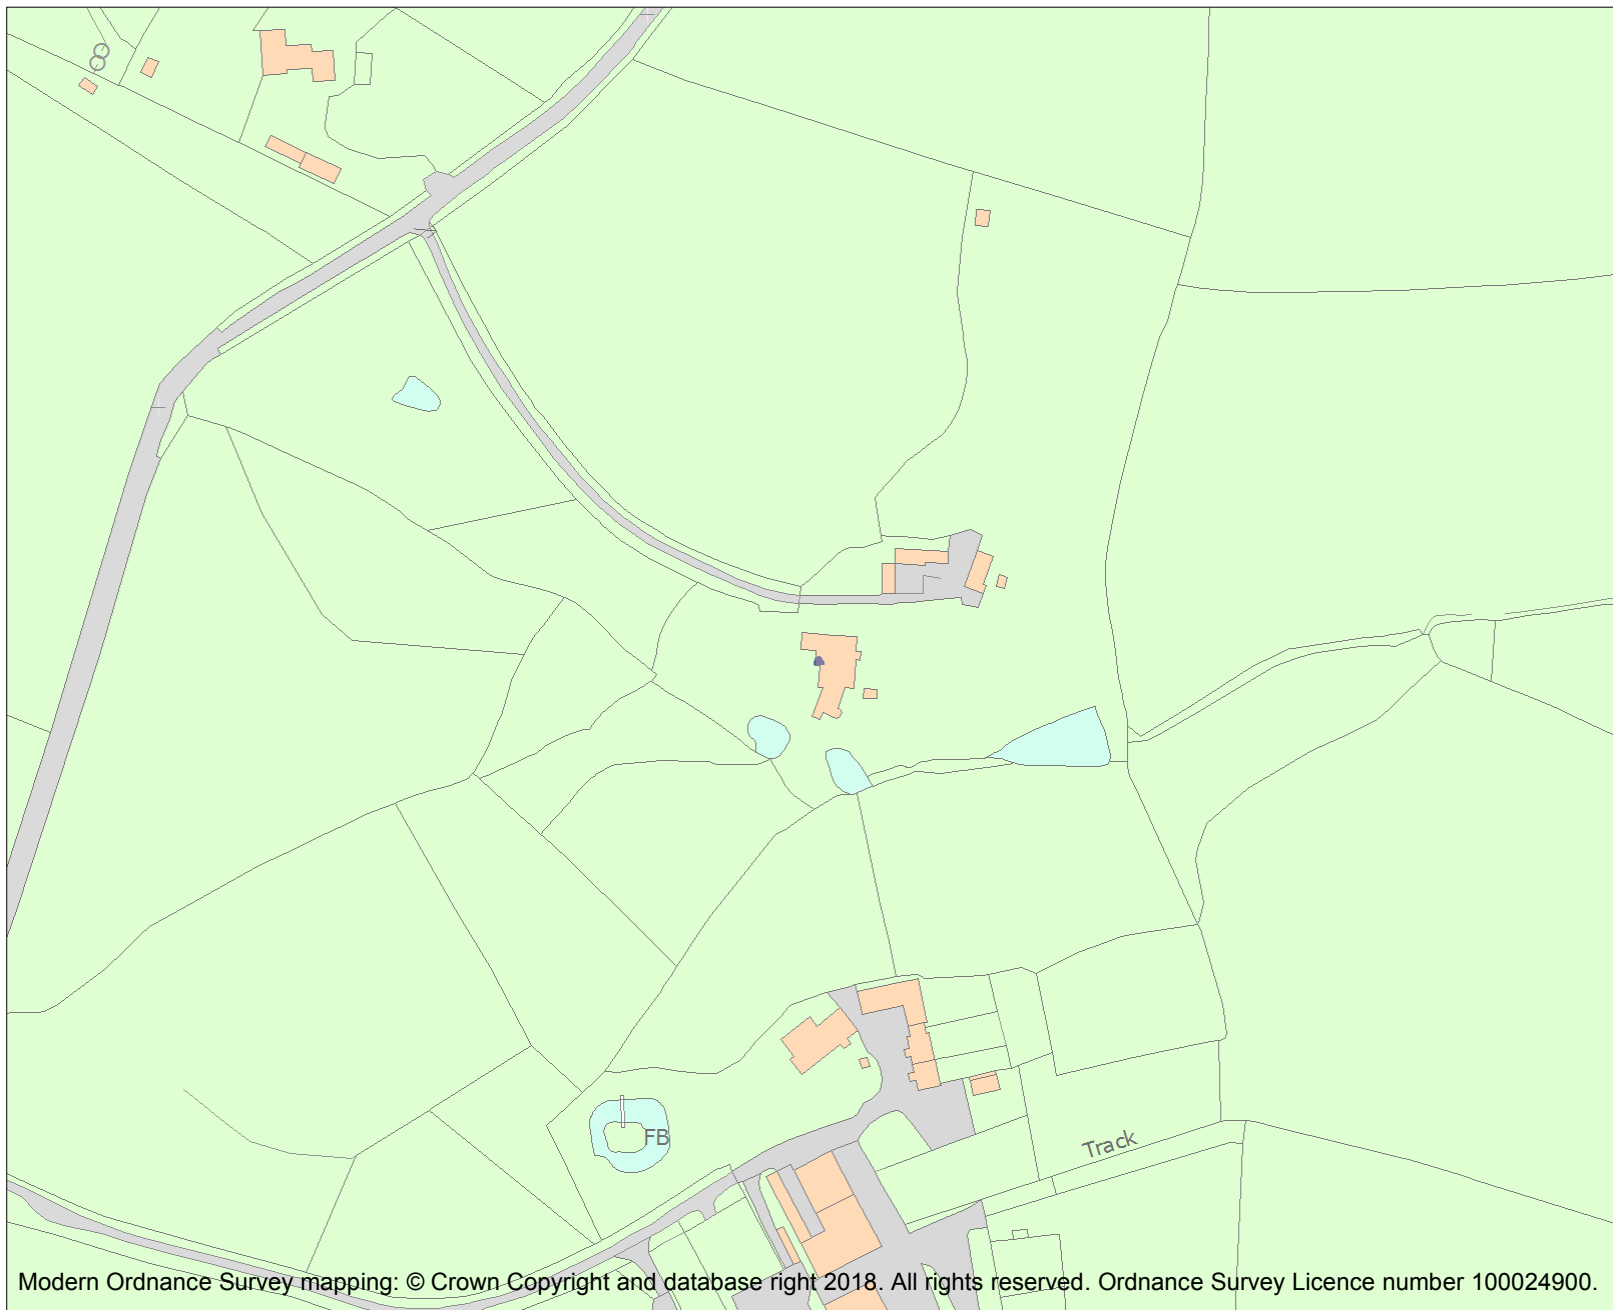 FB
Track
Modern Ordnance Survey mapping: © Crown Copyright and database right 2018. All rights reserved. Ordnance Survey Licence number 100024900.